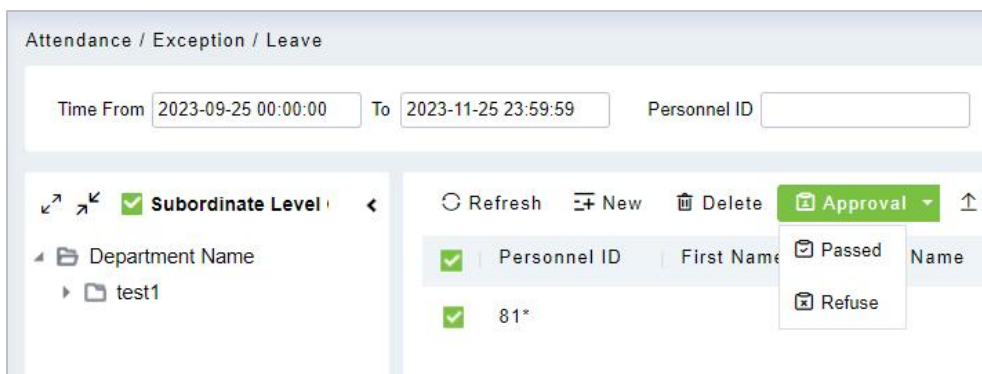 Attendance / Exception / Leave
Time From 2023-09-25 00:00:00 To 2023-11-25 23:59:59 Personnel ID
Subordinate Level
Refresh New Delete Approval
Department Name
Personnel ID First Name Passed Name
test1
Refuse
81*